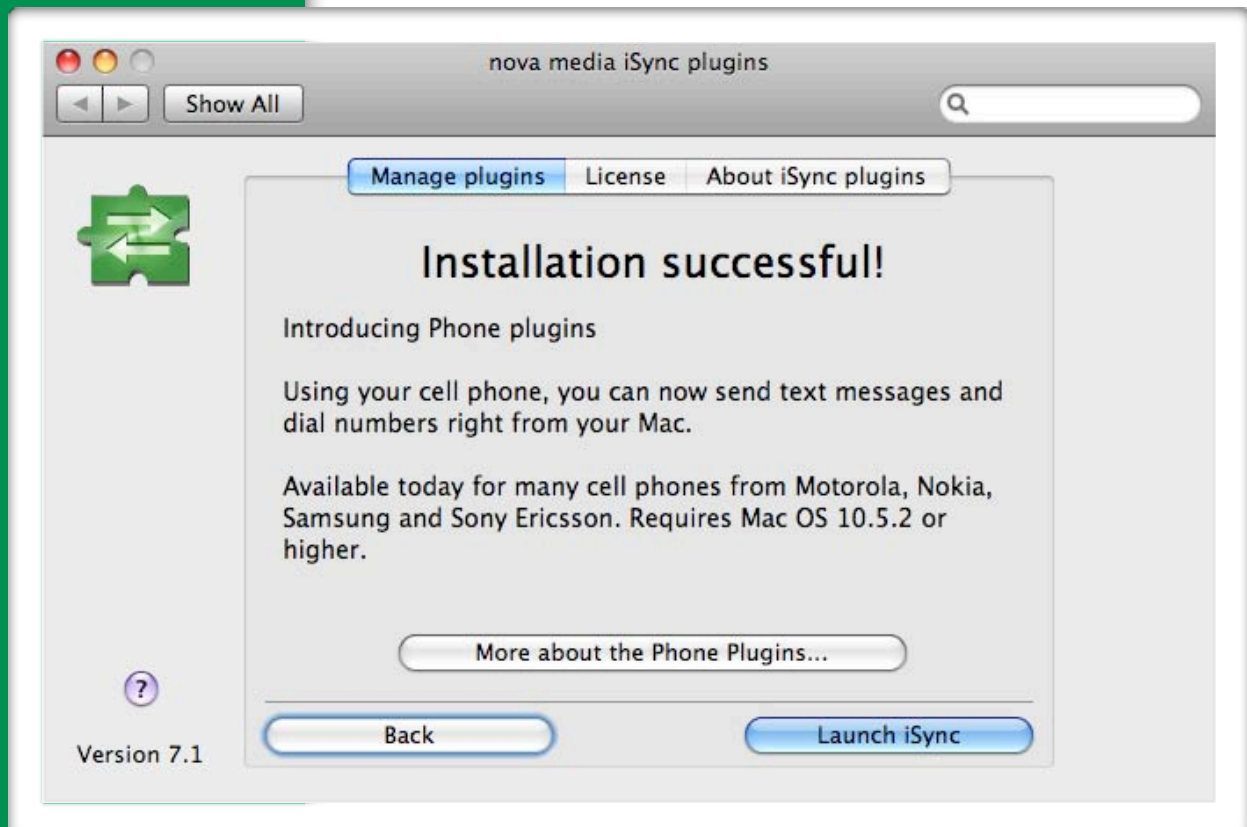 nova media iSync plugins
Show All
Manage plugins License About iSync plugins
Installation successful!
Introducing Phone plugins
Using your cell phone, you can now send text messages and
dial numbers right from your Mac.
Available today for many cell phones from Motorola, Nokia,
Samsung and Sony Ericsson. Requires Mac OS 10.5.2 or
higher.
More about the Phone Plugins...
?
Back Launch iSync
Version 7.1